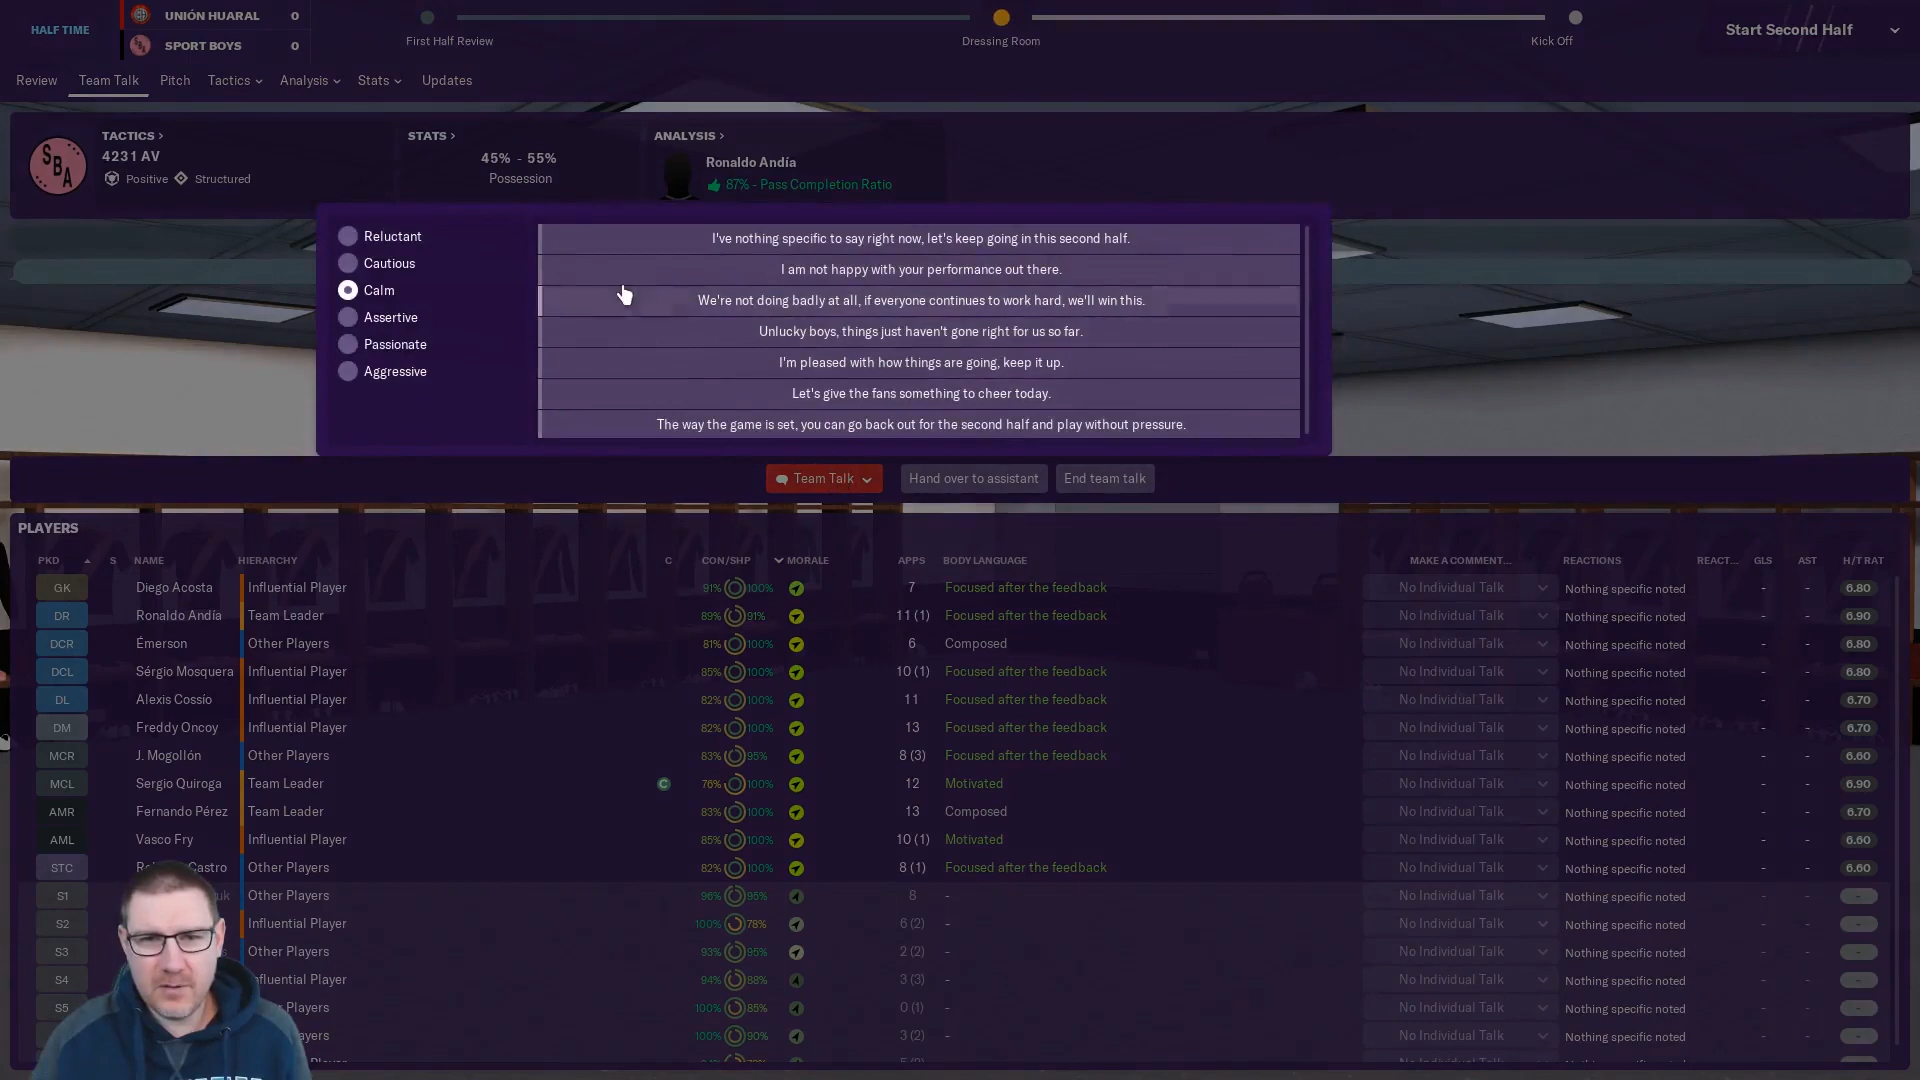 HALF TIME
UNIÓN HUARAL 0
SPORT BOYS 0
First Half Review
Dressing Room
Kick Off
Start Second Half
Review Team Talk Pitch Tactics Analysis Stats Updates
SBA
TACTICS >
4231 AV
Positive Structured
STATS >
45% - 55%
Possession
ANALYSIS >
Ronaldo Andía
87% - Pass Completion Ratio
Reluctant
Cautious
Calm
Assertive
Passionate
Aggressive
I've nothing specific to say right now, let's keep going in this second half.
I am not happy with your performance out there.
We're not doing badly at all, if everyone continues to work hard, we'll win this.
Unlucky boys, things just haven't gone right for us so far.
I'm pleased with how things are going, keep it up.
Let's give the fans something to cheer today.
The way the game is set, you can go back out for the second half and play without pressure.
Team Talk Hand over to assistant End team talk
PLAYERS
PKD S NAME HIERARCHY C CON/SHP MORALE APPS BODY LANGUAGE MAKE A COMMENT... REACTIONS REACT... GLS AST H/T RAT
GK Diego Acosta Influential Player 91% 100% 7 Focused after the feedback No Individual Talk Nothing specific noted - - 6.80
DR Ronaldo Andía Team Leader 89% 91% 11 (1) Focused after the feedback No Individual Talk Nothing specific noted - - 6.90
DCR Émerson Other Players 81% 100% 6 Composed No Individual Talk Nothing specific noted - - 6.80
DCL Sérgio Mosquera Influential Player 85% 100% 10 (1) Focused after the feedback No Individual Talk Nothing specific noted - - 6.80
DL Alexis Cossío Influential Player 82% 100% 11 Focused after the feedback No Individual Talk Nothing specific noted - - 6.70
DM Freddy Oncoy Influential Player 82% 100% 13 Focused after the feedback No Individual Talk Nothing specific noted - - 6.70
MCR J. Mogollón Other Players 83% 95% 8 (3) Focused after the feedback No Individual Talk Nothing specific noted - - 6.60
MCL Sergio Quiroga Team Leader C 76% 100% 12 Motivated No Individual Talk Nothing specific noted - - 6.90
AMR Fernando Pérez Team Leader 83% 100% 13 Composed No Individual Talk Nothing specific noted - - 6.70
AML Vasco Fry Influential Player 85% 100% 10 (1) Motivated No Individual Talk Nothing specific noted - - 6.60
STC Castro Other Players 82% 100% 8 (1) Focused after the feedback No Individual Talk Nothing specific noted - - 6.60
S1 Other Players 96% 95% 8 - No Individual Talk Nothing specific noted - - -
S2 Influential Player 100% 78% 6 (2) - No Individual Talk Nothing specific noted - - -
S3 Other Players 93% 95% 2 (2) - No Individual Talk Nothing specific noted - - -
S4 fluential Player 94% 88% 3 (3) - No Individual Talk Nothing specific noted - - -
S5 Players 100% 85% 0 (1) - No Individual Talk Nothing specific noted - - -
100% 90% 3 (2) - No Individual Talk Nothing specific noted - - -